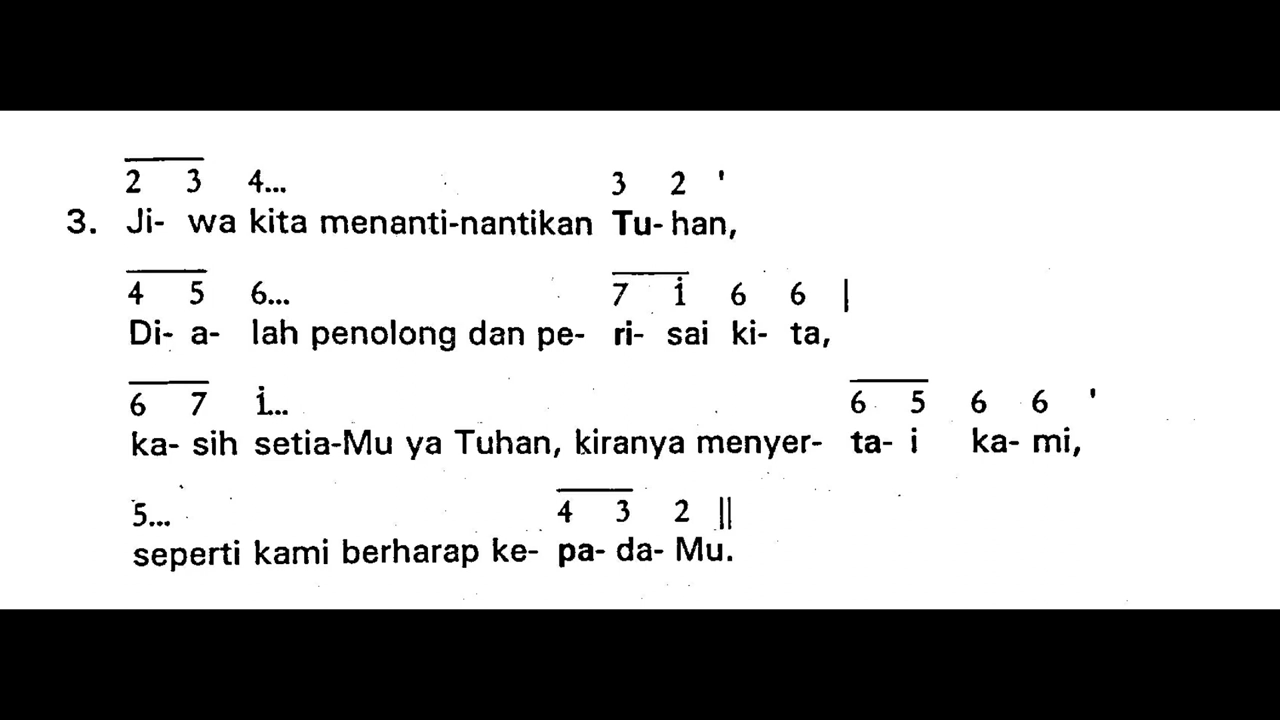 2 3 4... 3 2 '
3. Ji- wa kita menanti-nantikan Tu- han,
4 5 6... 7 i 6 6 |
Di- a- lah penolong dan pe- ri- sai ki- ta,
6 7 i... 6 5 6 6 '
ka- sih setia-Mu ya Tuhan, kiranya menyer- ta- i ka- mi,
5... 4 3 2 ||
seperti kami berharap ke- pa- da- Mu.